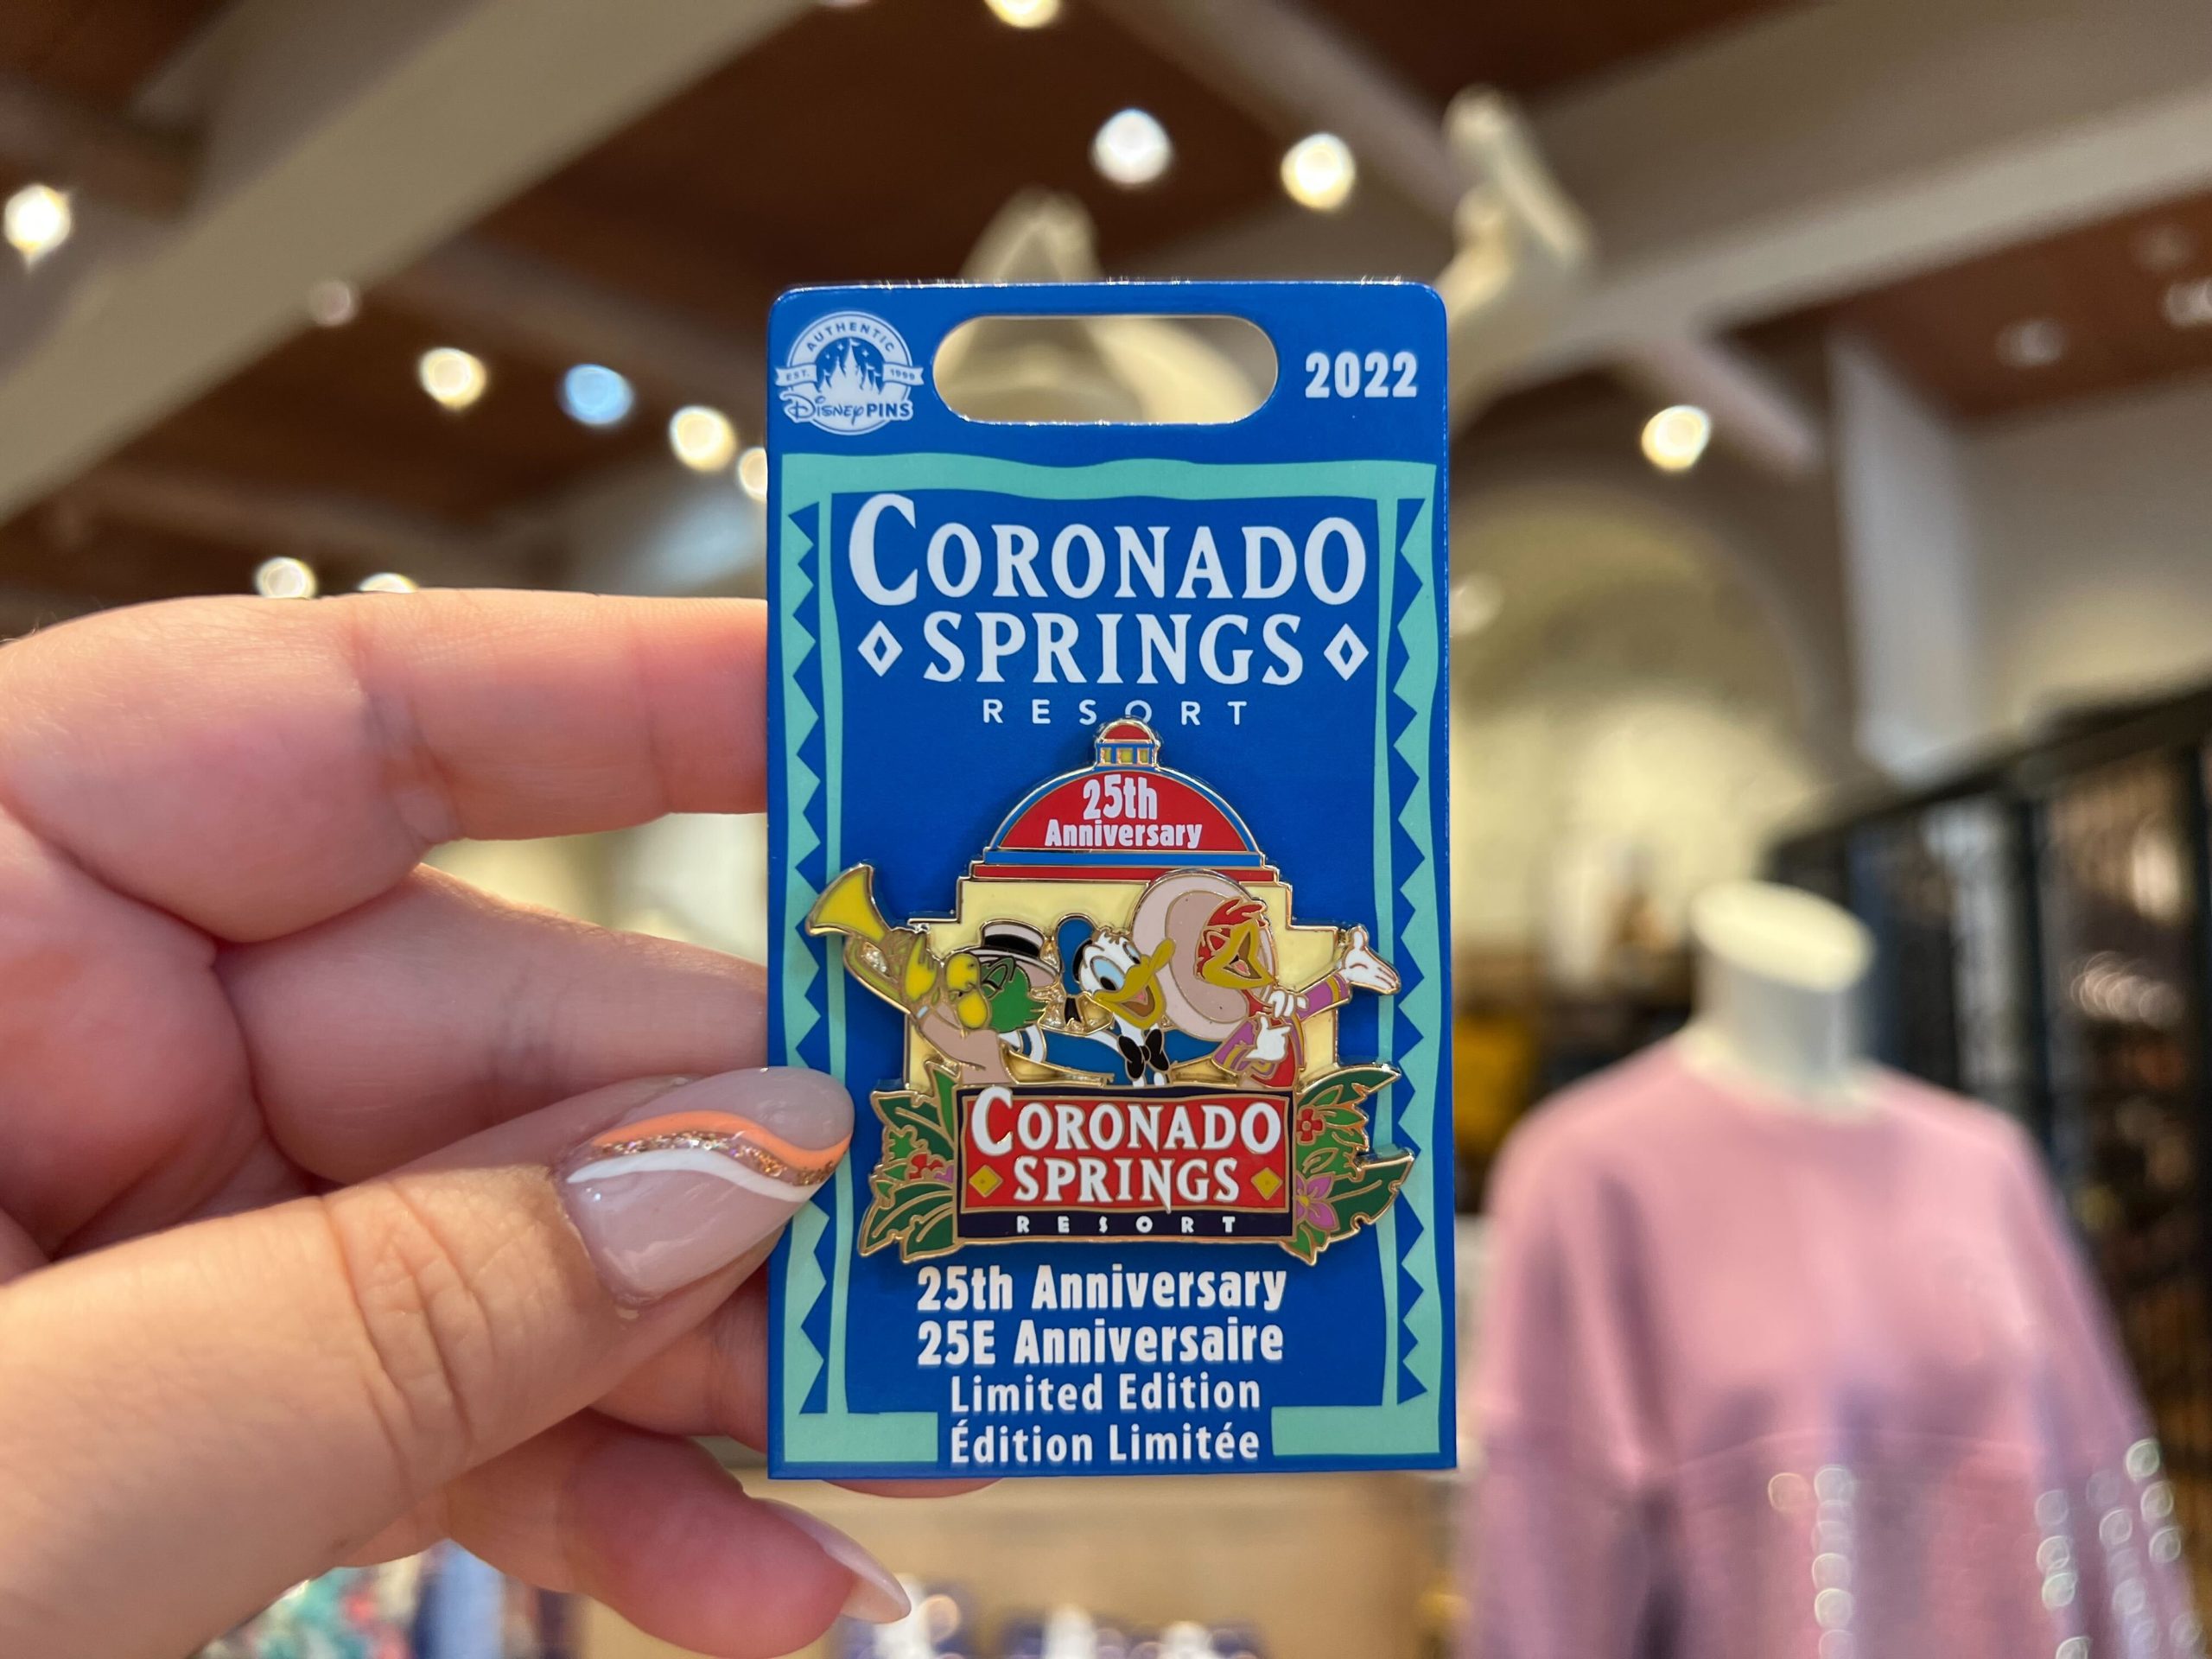 AUTHENTIC
EST. 1999
Disney PINS
2022
CORONADO
SPRINGS
RESORT
25th
Anniversary
CORONADO
SPRINGS
RESORT
25th Anniversary
25E Anniversaire
Limited Edition
Édition Limitée